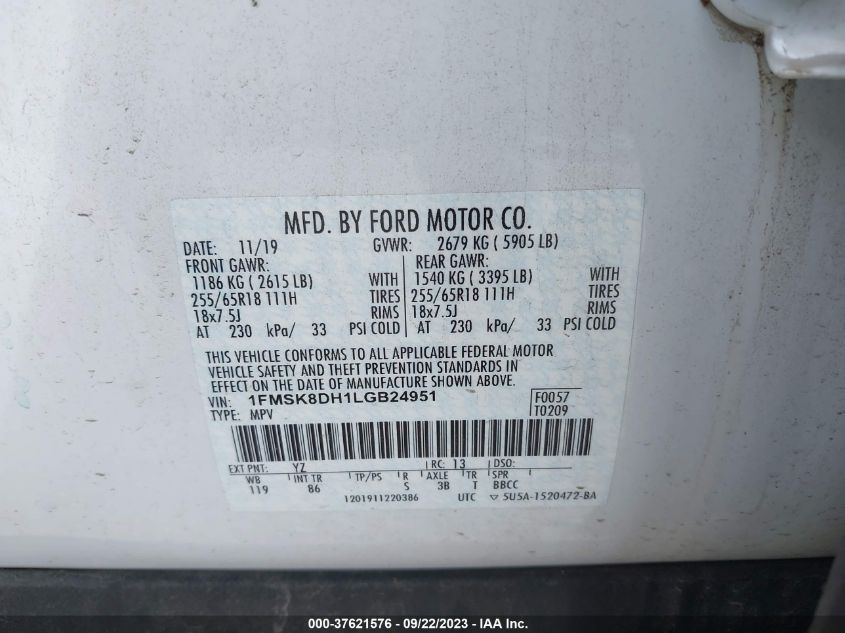 MFD. BY FORD MOTOR CO.
DATE: 11/19 GVWR: 2679 KG ( 5905 LB)
FRONT GAWR: REAR GAWR:
1186 KG ( 2615 LB) WITH 1540 KG ( 3395 LB) WITH
255/65R18 111H TIRES 255/65R18 111H TIRES
18x7.5J RIMS 18x7.5J RIMS
AT 230 kPa/ 33 PSI COLD AT 230 kPa/ 33 PSI COLD
THIS VEHICLE CONFORMS TO ALL APPLICABLE FEDERAL MOTOR
VEHICLE SAFETY AND THEFT PREVENTION STANDARDS IN
EFFECT ON THE DATE OF MANUFACTURE SHOWN ABOVE.
VIN: 1FMSK8DH1LGB24951 F0057
TYPE: MPV T0209
EXT PNT: YZ RC: 13 DSO:
WB INT TR TP/PS R AXLE TR SPR
119 86 S 3B T BBCC
1201911220386 UTC ▽ 5U5A-1520472-BA
000-37621576 - 09/22/2023 - IAA Inc.